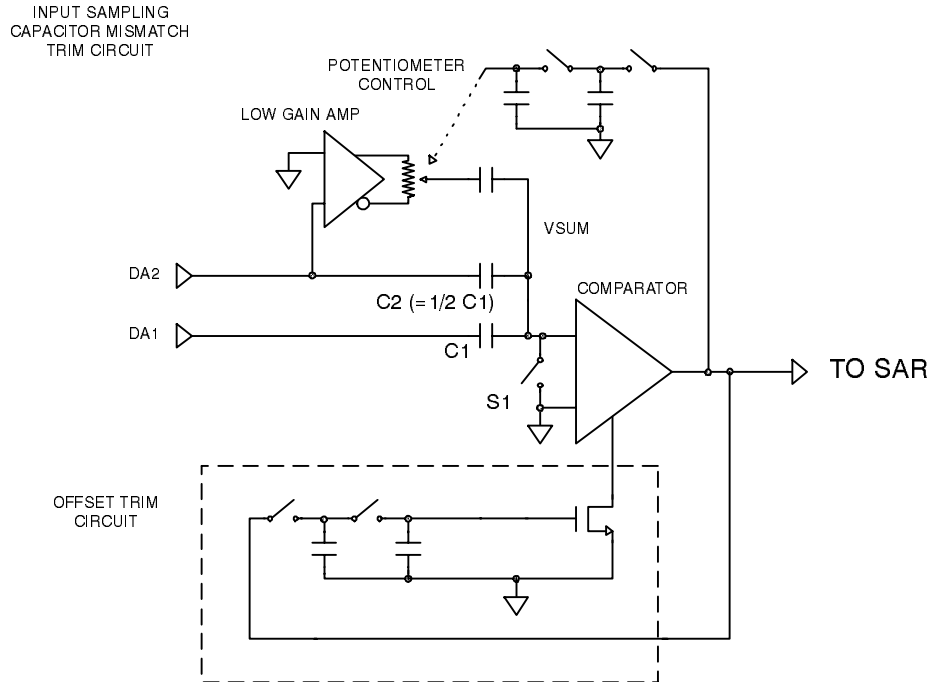 INPUT SAMPLING
CAPACITOR MISMATCH
TRIM CIRCUIT
POTENTIOMETER
CONTROL
LOW GAIN AMP
VSUM
DA2
C2 (= 1/2 C1)
COMPARATOR
DA1
C1
TO SAR
S1
OFFSET TRIM
CIRCUIT